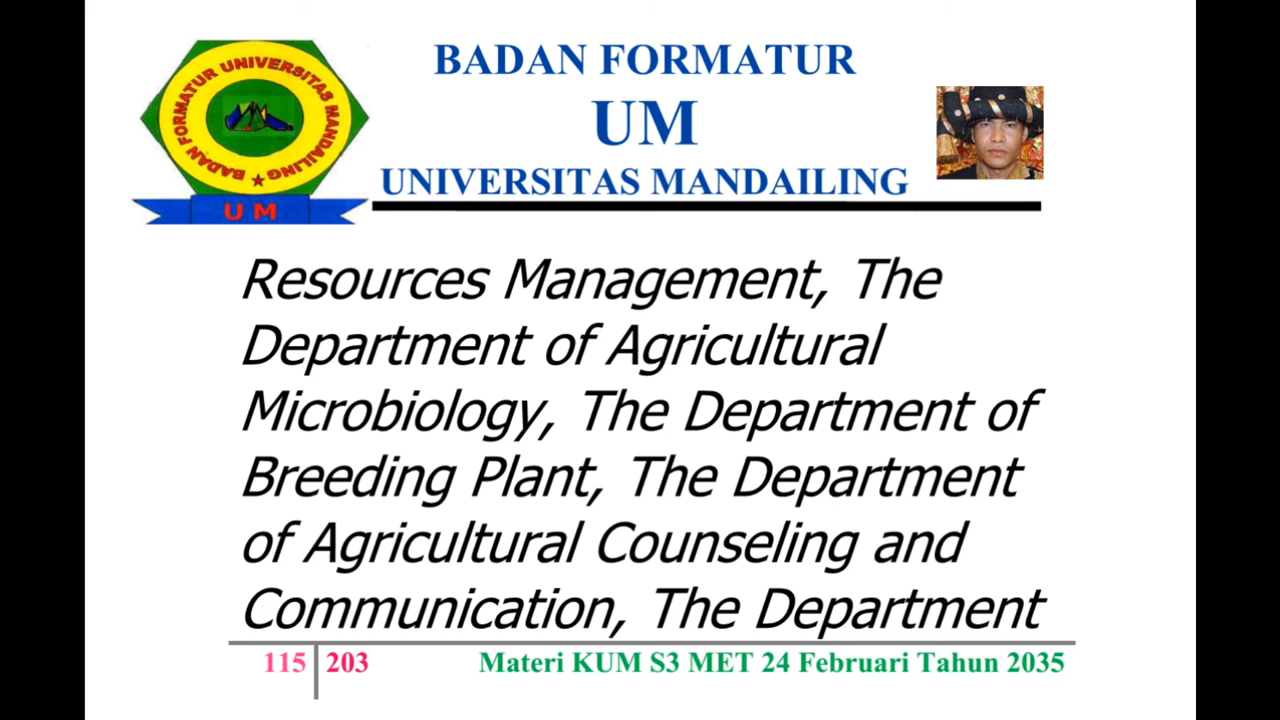 BADAN FORMATUR UNIVERSITAS MANDAILING
U M
BADAN FORMATUR
UM
UNIVERSITAS MANDAILING
Resources Management, The
Department of Agricultural
Microbiology, The Department of
Breeding Plant, The Department
of Agricultural Counseling and
Communication, The Department
115 203 Materi KUM S3 MET 24 Februari Tahun 2035